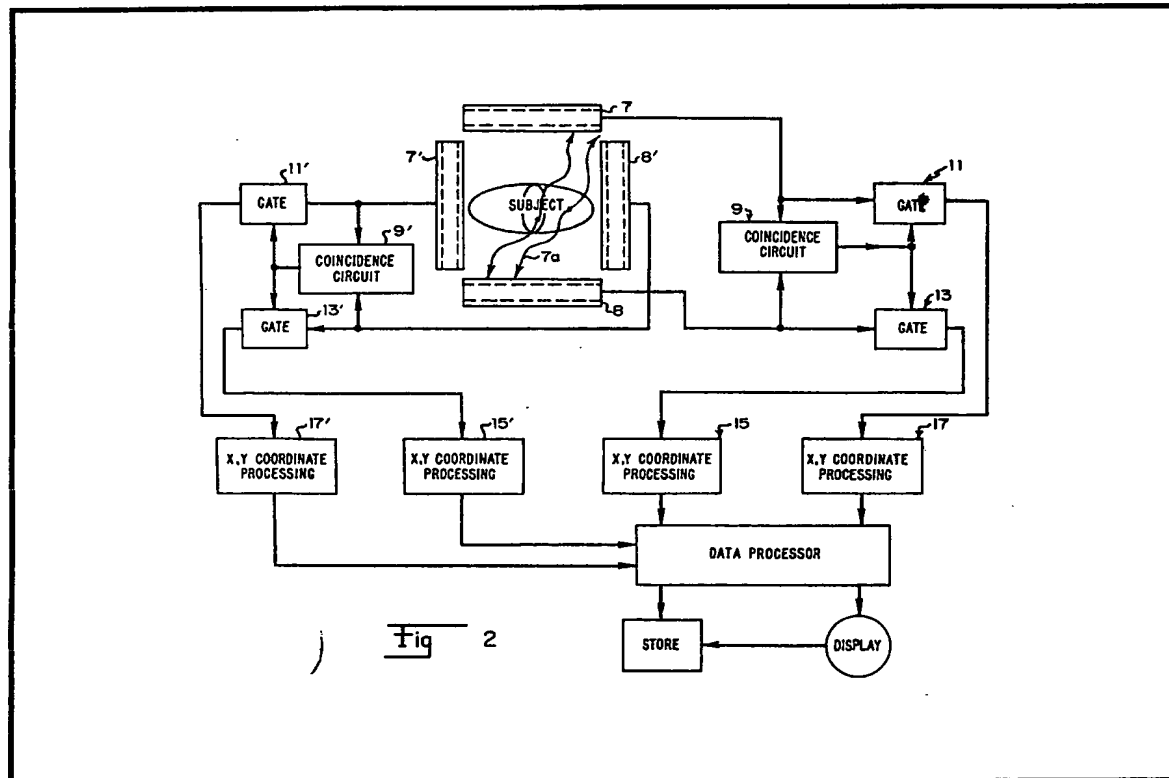 7
7'
8'
11'
11
GATE
SUBJECT
GATE
9'
9
COINCIDENCE
CIRCUIT
COINCIDENCE
CIRCUIT
7a
13'
8
13
GATE
GATE
17'
15'
15
17
X,Y COORDINATE
PROCESSING
X,Y COORDINATE
PROCESSING
X,Y COORDINATE
PROCESSING
X,Y COORDINATE
PROCESSING
DATA PROCESSOR
STORE
DISPLAY
Fig 2